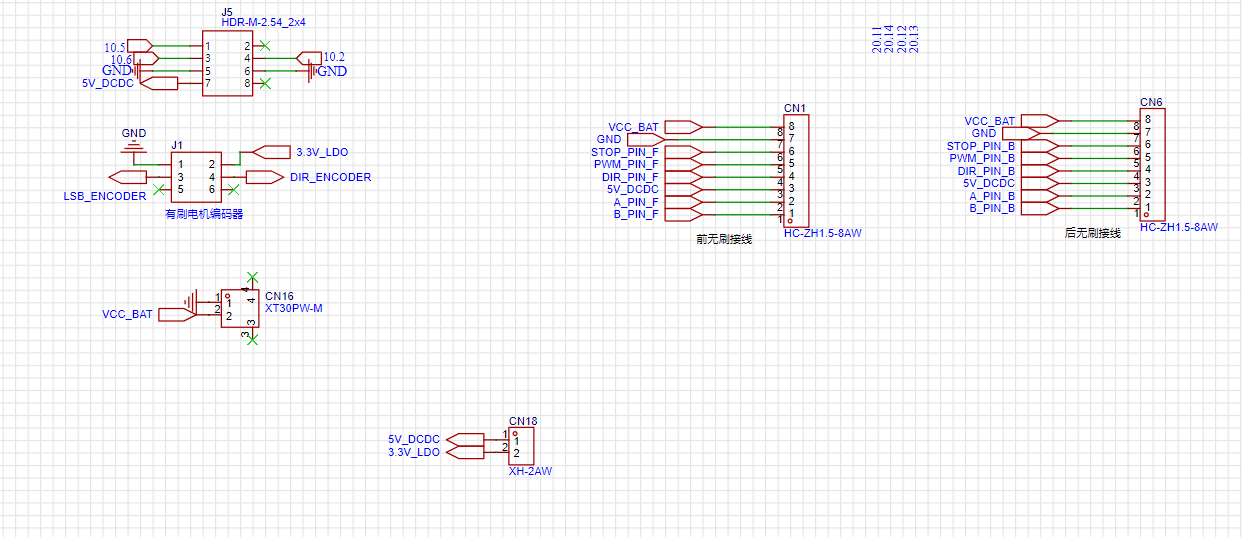 J5
HDR-M-2.54_2x4
10.5
1
2
10.6
3
4
10.2
GND
5
6
GND
5V_DCDC
7
8
20.11
20.14
20.12
20.13
GND
J1
1
2
3.3V_LDO
3
4
DIR_ENCODER
LSB_ENCODER
5
6
有刷电机编码器
CN1
VCC_BAT
8
8
GND
7
7
STOP_PIN_F
6
6
PWM_PIN_F
5
5
DIR_PIN_F
4
4
5V_DCDC
3
3
A_PIN_F
2
2
B_PIN_F
1
1
前无刷接线
HC-ZH1.5-8AW
CN6
VCC_BAT
8
8
GND
7
7
STOP_PIN_B
6
6
PWM_PIN_B
5
5
DIR_PIN_B
4
4
5V_DCDC
3
3
A_PIN_B
2
2
B_PIN_B
1
1
后无刷接线
HC-ZH1.5-8AW
4
4
CN16
1
1
XT30PW-M
VCC_BAT
2
2
3
3
CN18
5V_DCDC
1
1
3.3V_LDO
2
2
XH-2AW